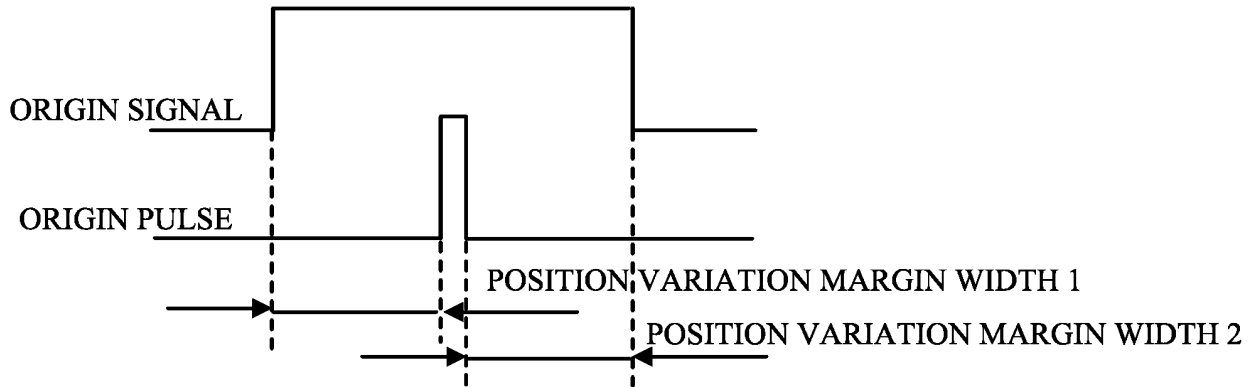 ORIGIN SIGNAL
ORIGIN PULSE
POSITION VARIATION MARGIN WIDTH 1
POSITION VARIATION MARGIN WIDTH 2